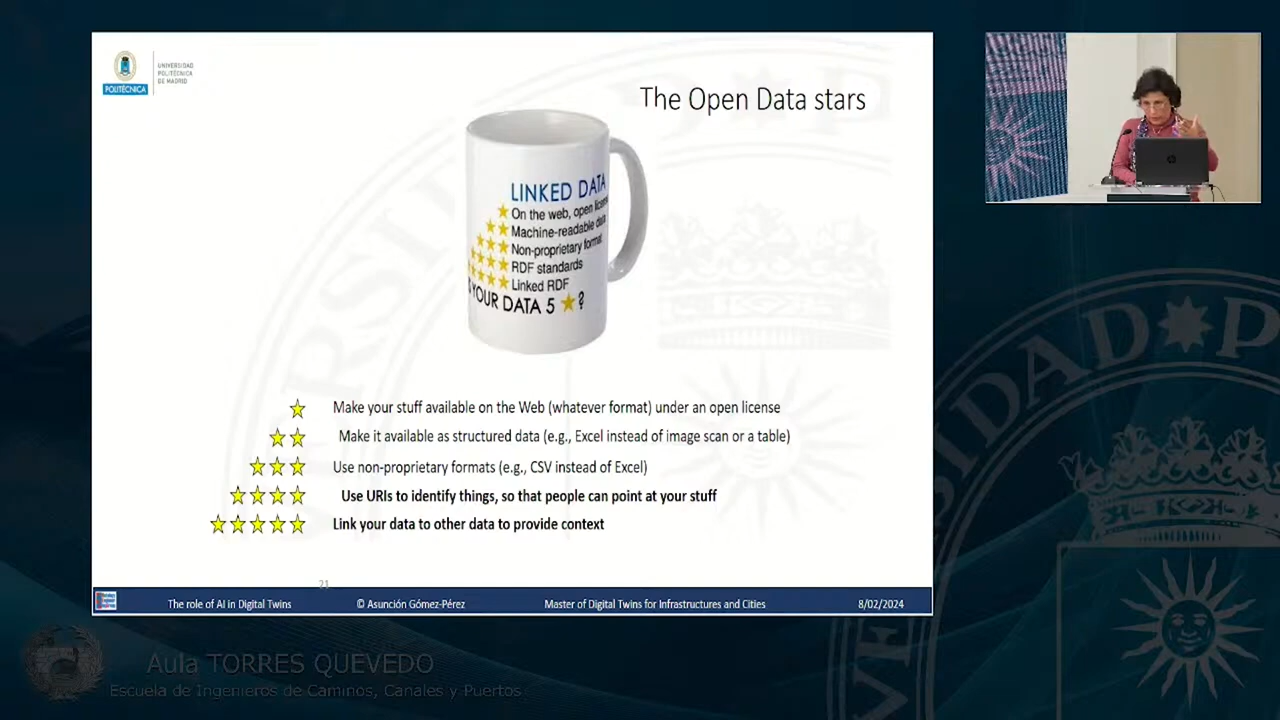 UNIVERSIDAD
POLITÉCNICA
DE MADRID
POLITÉCNICA
The Open Data stars
LINKED DATA
On the web, open license
Machine-readable data
Non-proprietary format
RDF standards
Linked RDF
YOUR DATA 5 ?
Make your stuff available on the Web (whatever format) under an open license
Make it available as structured data (e.g., Excel instead of image scan or a table)
Use non-proprietary formats (e.g., CSV instead of Excel)
Use URIs to identify things, so that people can point at your stuff
Link your data to other data to provide context
21
The role of AI in Digital Twins
© Asunción Gómez-Pérez
Master of Digital Twins for Infrastructures and Cities
8/02/2024
Aula TORRES QUEVEDO
Escuela de Ingenieros de Caminos, Canales y Puertos